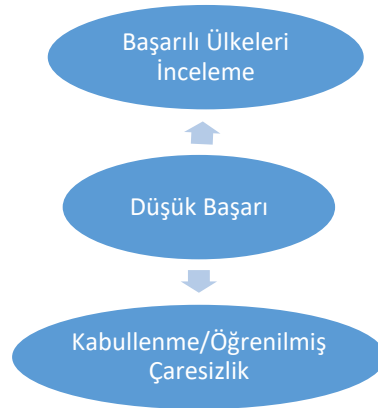 Başarılı Ülkeleri
İnceleme
Düşük Başarı
Kabullenme/Öğrenilmiş
Çaresizlik